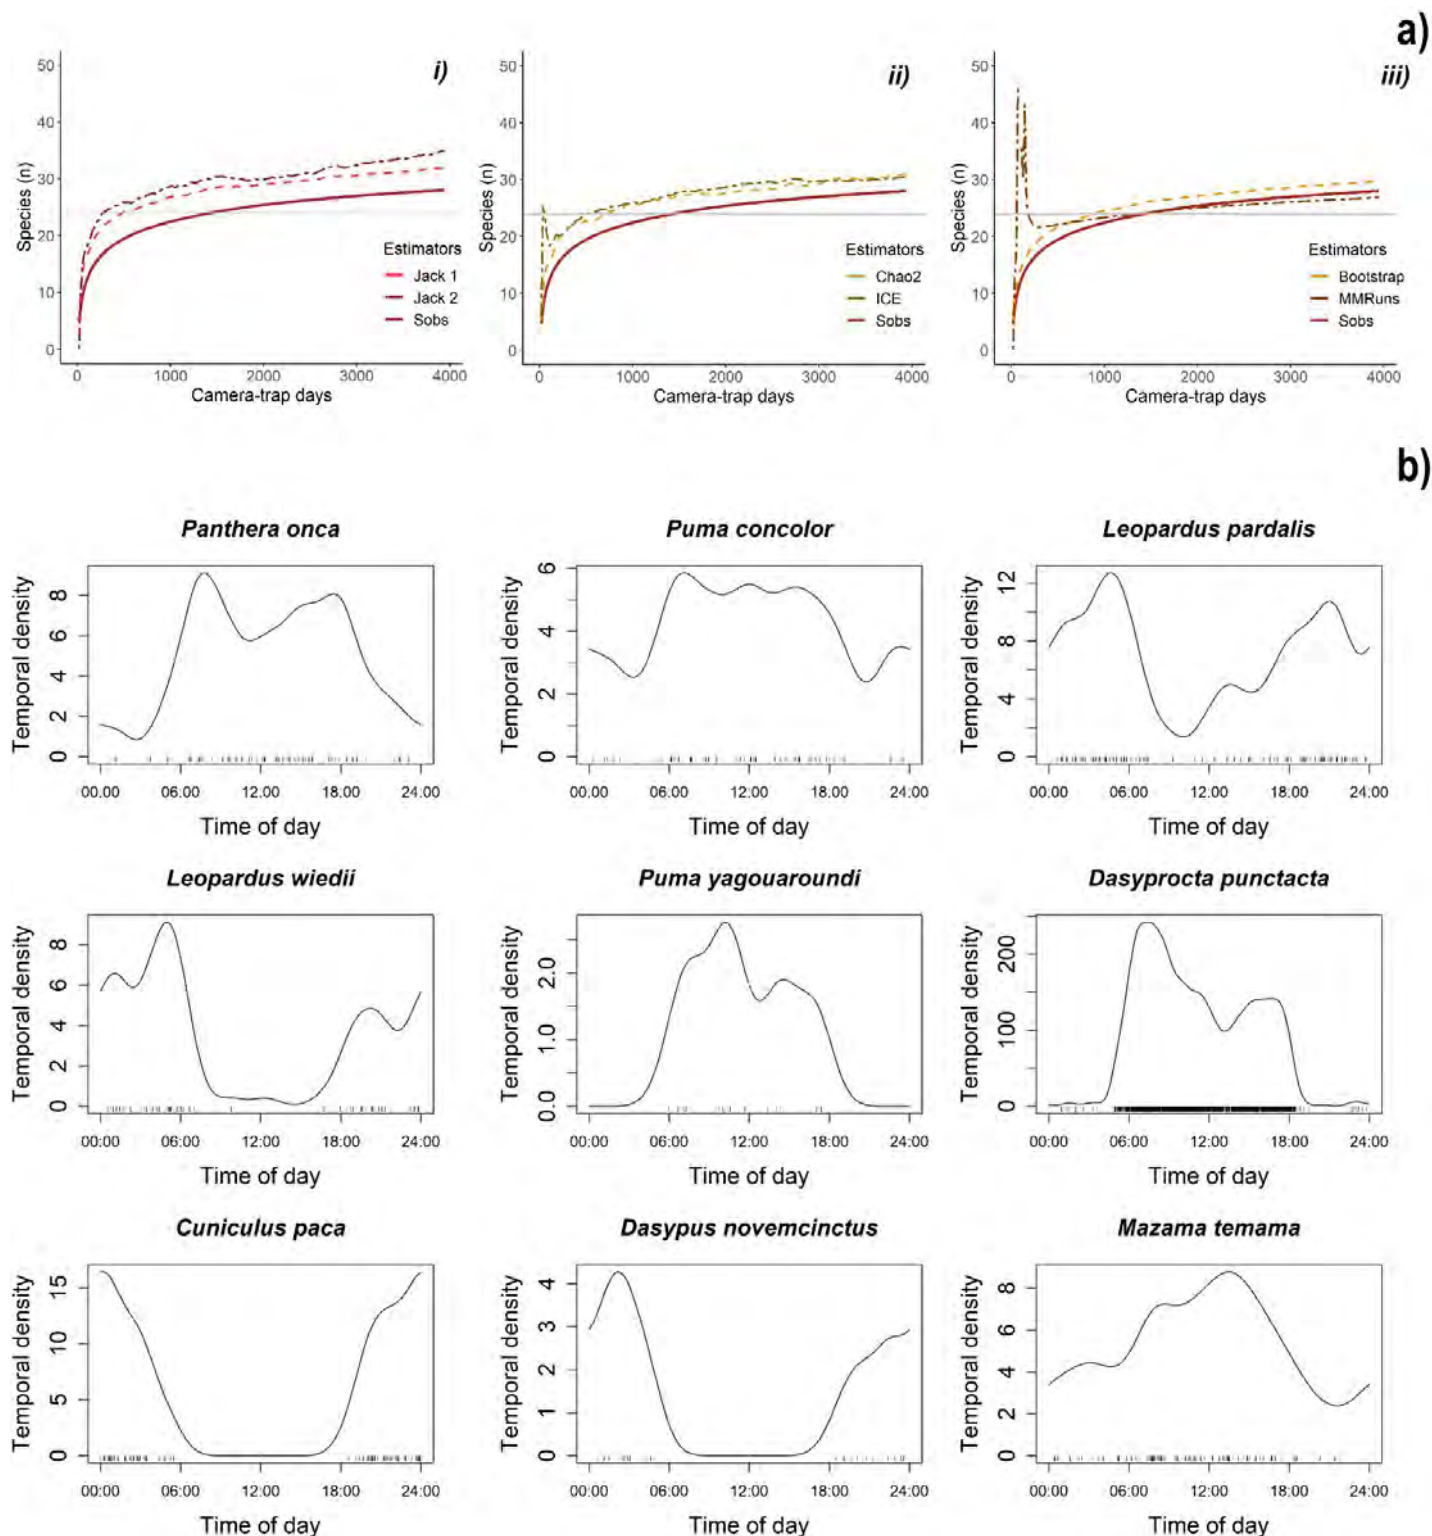 a)
i)
50
40
30
20
10
0
Species (n)
Estimators
Jack 1
Jack 2
Sobs
0 1000 2000 3000 4000
Camera-trap days
ii)
50
40
30
20
10
0
Species (n)
Estimators
Chao2
ICE
Sobs
0 1000 2000 3000 4000
Camera-trap days
iii)
50
40
30
20
10
0
Species (n)
Estimators
Bootstrap
MMRuns
Sobs
0 1000 2000 3000 4000
Camera-trap days
b)
Panthera onca
Temporal density
8
6
4
2
0
00:00 06:00 12:00 18:00 24:00
Time of day
Puma concolor
Temporal density
6
4
2
0
00:00 06:00 12:00 18:00 24:00
Time of day
Leopardus pardalis
Temporal density
12
8
4
0
00:00 06:00 12:00 18:00 24:00
Time of day
Leopardus wiedii
Temporal density
8
6
4
2
0
00:00 06:00 12:00 18:00 24:00
Time of day
Puma yagouaroundi
Temporal density
2.0
1.0
0.0
00:00 06:00 12:00 18:00 24:00
Time of day
Dasyprocta punctacta
Temporal density
200
100
0
00:00 06:00 12:00 18:00 24:00
Time of day
Cuniculus paca
Temporal density
15
10
5
0
00:00 06:00 12:00 18:00 24:00
Time of day
Dasypus novemcinctus
Temporal density
4
3
2
1
0
00:00 06:00 12:00 18:00 24:00
Time of day
Mazama temama
Temporal density
8
6
4
2
0
00:00 06:00 12:00 18:00 24:00
Time of day